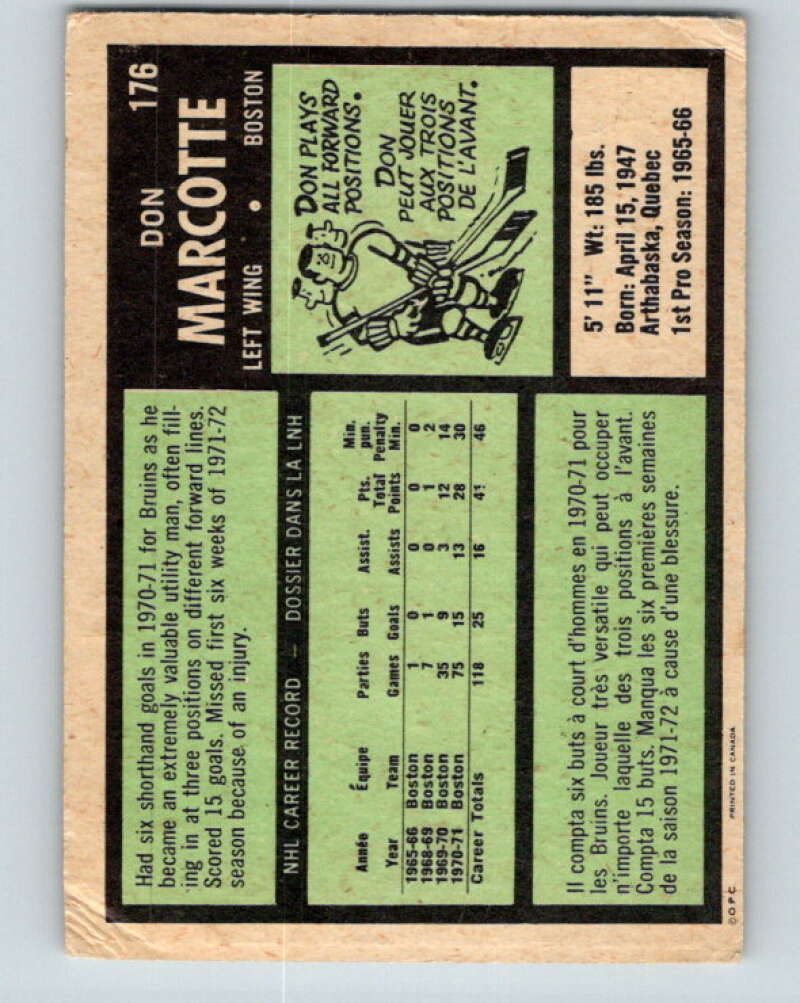 176
DON
MARCOTTE
LEFT WING • BOSTON
Had six shorthand goals in 1970-71 for Bruins as he
became an extremely valuable utility man, often fill-
ing in at three positions on different forward lines.
Scored 15 goals. Missed first six weeks of 1971-72
season because of an injury.
DON PLAYS
ALL FORWARD
POSITIONS.
DON
PEUT JOUER
AUX TROIS
POSITIONS
DE L'AVANT.
NHL CAREER RECORD — DOSSIER DANS LA LNH
Année Équipe Parties Buts Assist. Pts. Min. pun.
Year Team Games Goals Assists Total Points Penalty Min.
1965-66 Boston 1 0 0 0 0
1968-69 Boston 7 1 0 1 2
1969-70 Boston 35 9 3 12 14
1970-71 Boston 75 15 13 28 30
Career Totals 118 25 16 41 46
5' 11" Wt: 185 lbs.
Born: April 15, 1947
Arthabaska, Quebec
1st Pro Season: 1965-66
Il compta six buts à court d'hommes en 1970-71 pour
les Bruins. Joueur très versatile qui peut occuper
n'importe laquelle des trois positions à l'avant.
Compta 15 buts. Manqua les six premières semaines
de la saison 1971-72 à cause d'une blessure.
© O P C PRINTED IN CANADA